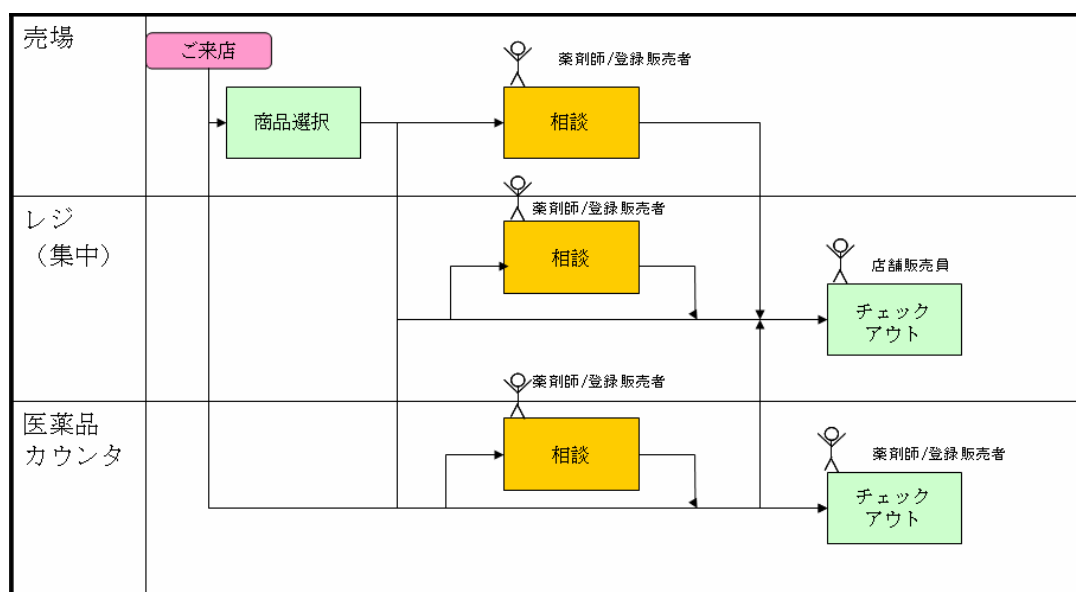 売場
ご来店
薬剤師/登録販売者
商品選択
相談
レジ
（集中）
薬剤師/登録販売者
相談
店舗販売員
チェック
アウト
医薬品
カウンタ
薬剤師/登録販売者
相談
薬剤師/登録販売者
チェック
アウト